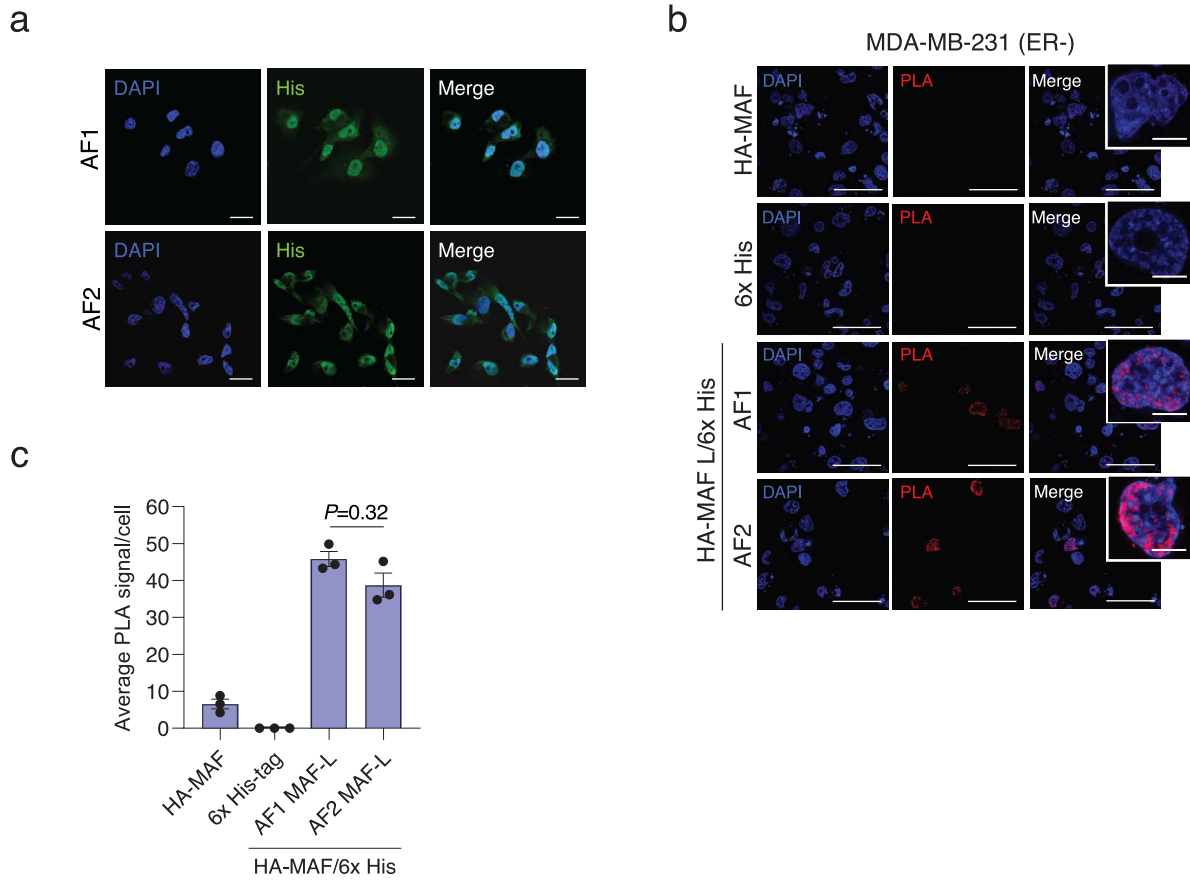 a
DAPI
His
Merge
AF1
DAPI
His
Merge
AF2
b
MDA-MB-231 (ER-)
DAPI
PLA
Merge
HA-MAF
DAPI
PLA
Merge
6x His
DAPI
PLA
Merge
AF1
DAPI
PLA
Merge
AF2
HA-MAF L/6x His
c
Average PLA signal/cell
60
50
40
30
20
10
0
P=0.32
HA-MAF
6x His-tag
AF1 MAF-L
AF2 MAF-L
HA-MAF/6x His